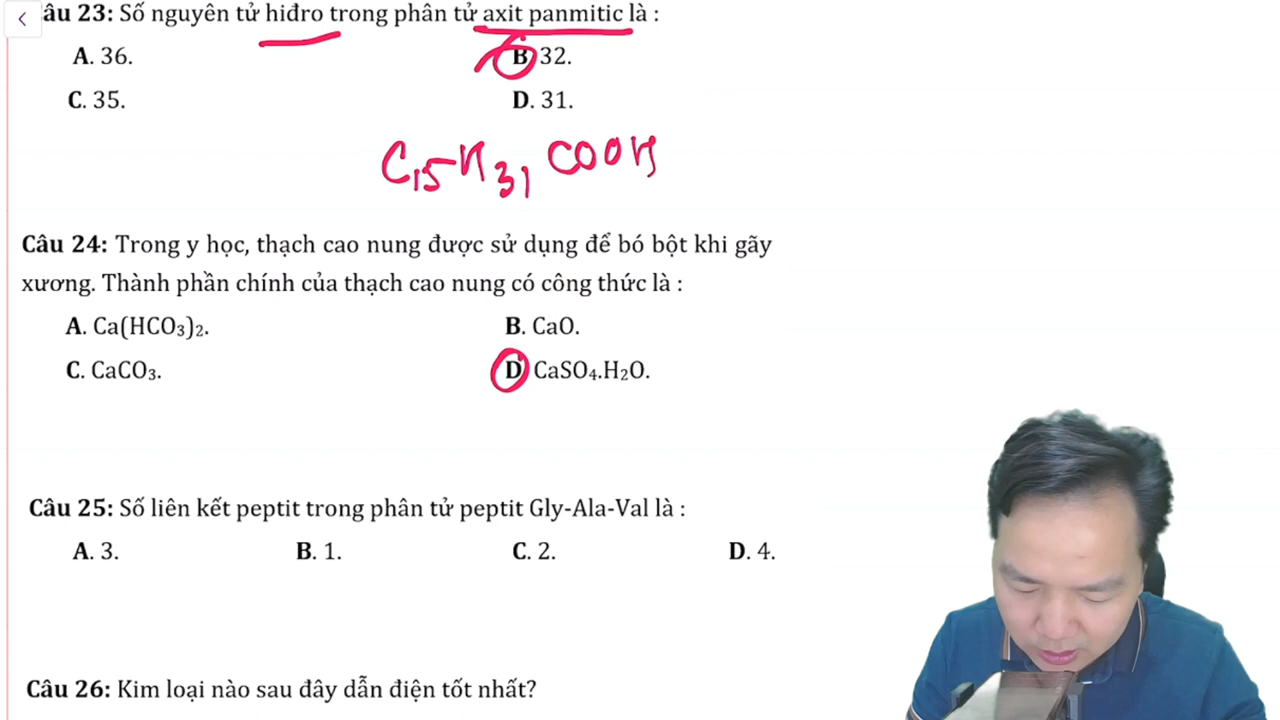 âu 23: Số nguyên tử hiđro trong phân tử axit panmitic là :
A. 36.
B 32.
C. 35.
D. 31.
C₁₅H₃₁COOH
Câu 24: Trong y học, thạch cao nung được sử dụng để bó bột khi gãy
xương. Thành phần chính của thạch cao nung có công thức là :
A. Ca(HCO₃)₂.
B. CaO.
C. CaCO₃.
D CaSO₄.H₂O.
Câu 25: Số liên kết peptit trong phân tử peptit Gly-Ala-Val là :
A. 3.
B. 1.
C. 2.
D. 4.
Câu 26: Kim loại nào sau đây dẫn điện tốt nhất?